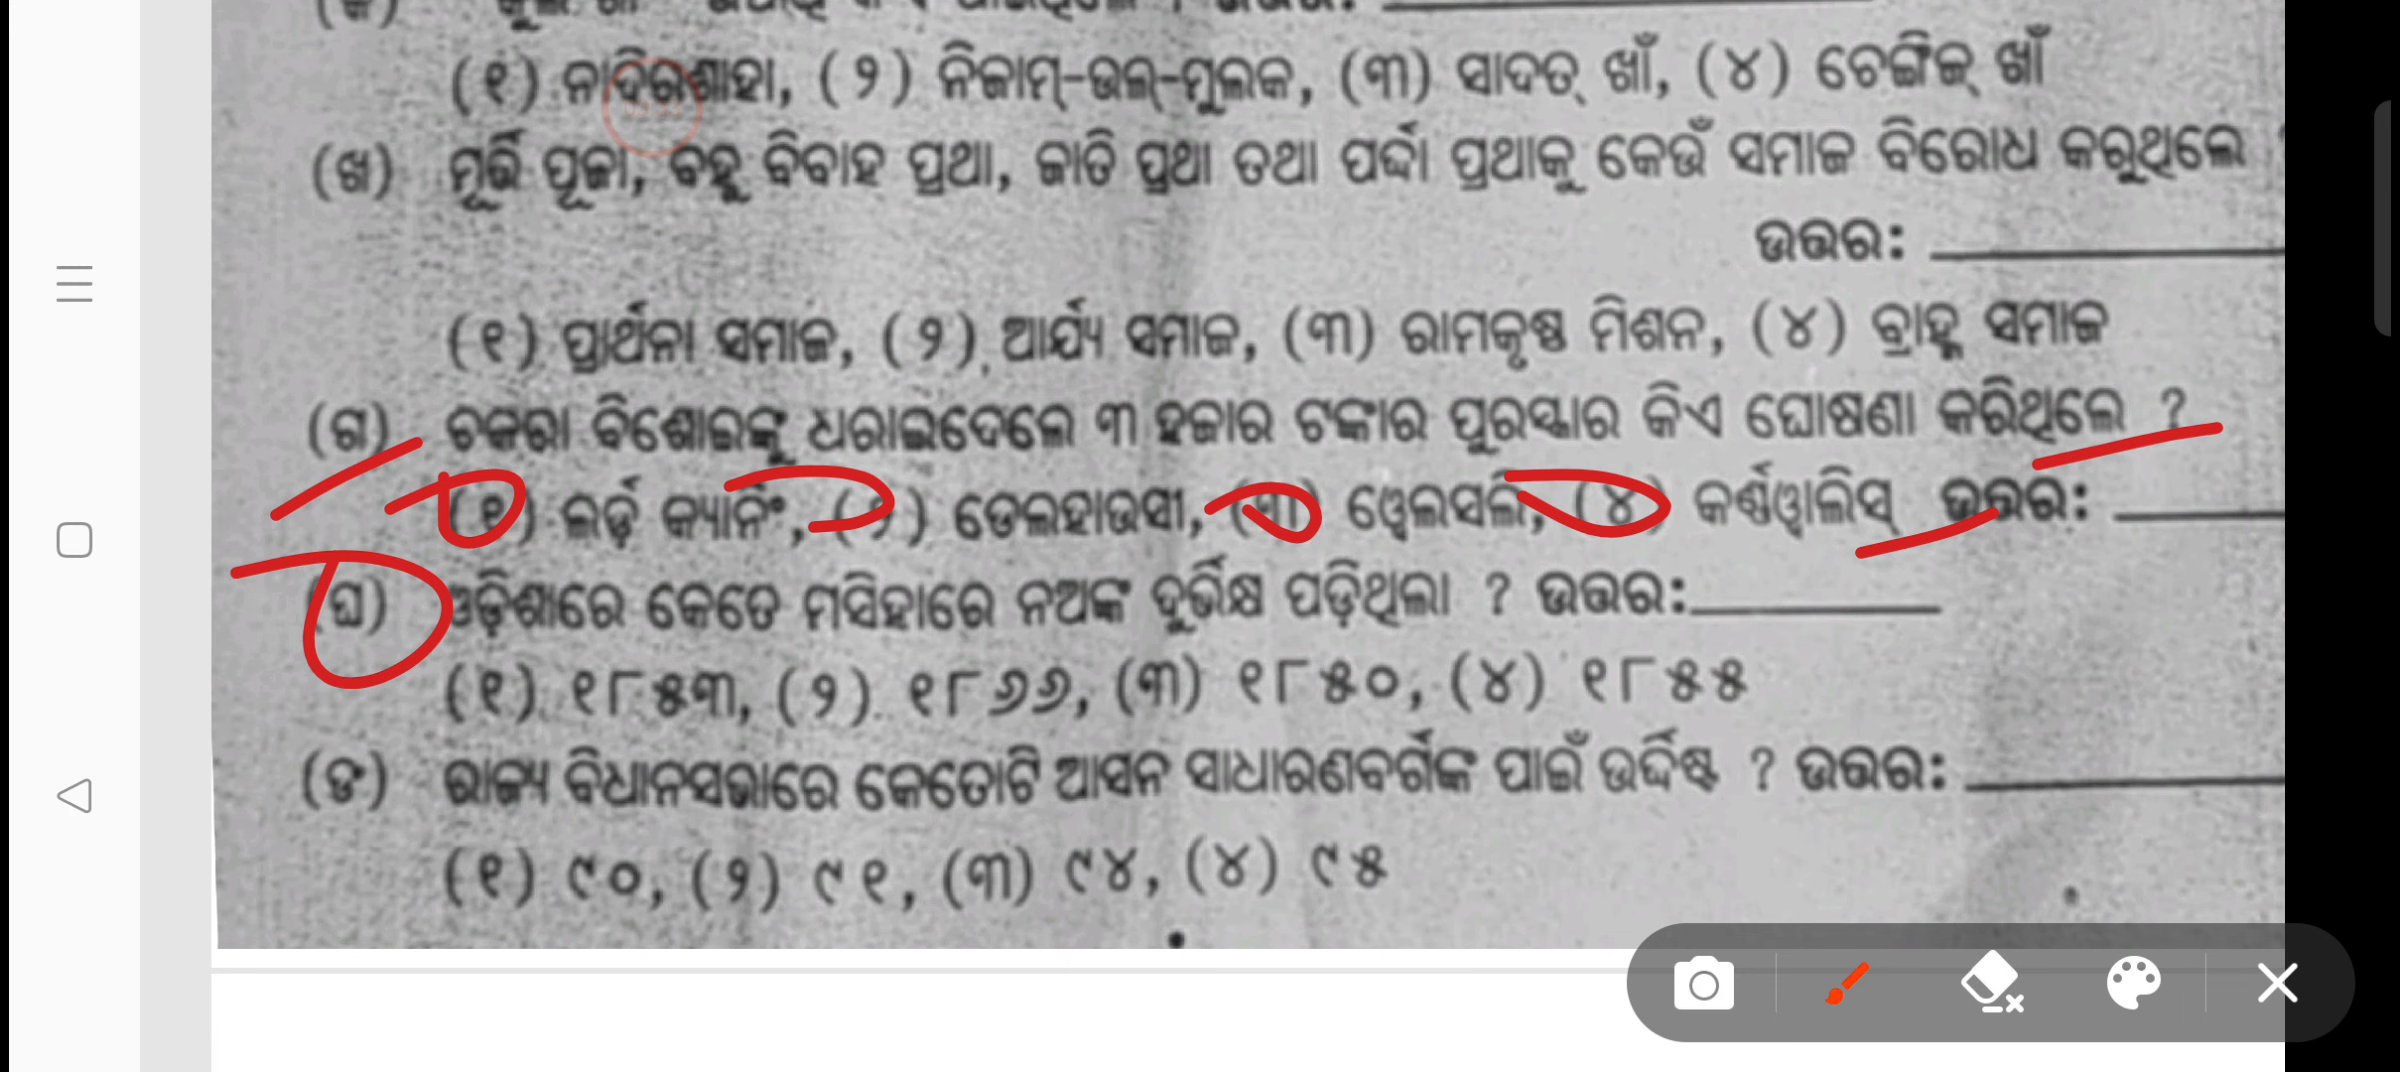 (୧) ନାଦିରଶାହା, (୨) ନିଜାମ୍-ଉଲ୍-ମୁଲକ, (୩) ସାଦତ୍ ଖାଁ, (୪) ଚେଙ୍ଗିଜ୍ ଖାଁ
(ଖ) ମୂର୍ତ୍ତି ପୂଜା, ବହୁ ବିବାହ ପ୍ରଥା, ଜାତି ପ୍ରଥା ତଥା ପର୍ଦ୍ଦା ପ୍ରଥାକୁ କେଉଁ ସମାଜ ବିରୋଧ କରୁଥିଲେ
ଉତ୍ତର:
(୧) ପ୍ରାର୍ଥନା ସମାଜ, (୨) ଆର୍ଯ୍ୟ ସମାଜ, (୩) ରାମକୃଷ୍ଣ ମିଶନ, (୪) ବ୍ରାହ୍ମ ସମାଜ
(ଗ) ଚକରା ବିଶୋଇଙ୍କୁ ଧରାଇଦେଲେ ୩ ହଜାର ଟଙ୍କାର ପୁରସ୍କାର କିଏ ଘୋଷଣା କରିଥିଲେ ?
(୧) ଲର୍ଡ଼ କ୍ୟାନିଂ, (୨) ଡେଲହାଉସୀ, (୩) ୱେଲସଲି, (୪) କର୍ଣ୍ଣୱାଲିସ୍ ଉତ୍ତର:
(ଘ) ଓଡ଼ିଶାରେ କେତେ ମସିହାରେ ନଅଙ୍କ ଦୁର୍ଭିକ୍ଷ ପଡ଼ିଥିଲା ? ଉତ୍ତର:
(୧) ୧୮୫୩, (୨) ୧୮୬୬, (୩) ୧୮୫୦, (୪) ୧୮୫୫
(ଙ) ରାଜ୍ୟ ବିଧାନସଭାରେ କେତୋଟି ଆସନ ସାଧାରଣବର୍ଗଙ୍କ ପାଇଁ ଉଦ୍ଦିଷ୍ଟ ? ଉତ୍ତର:
(୧) ୯୦, (୨) ୯୧, (୩) ୯୪, (୪) ୯୫